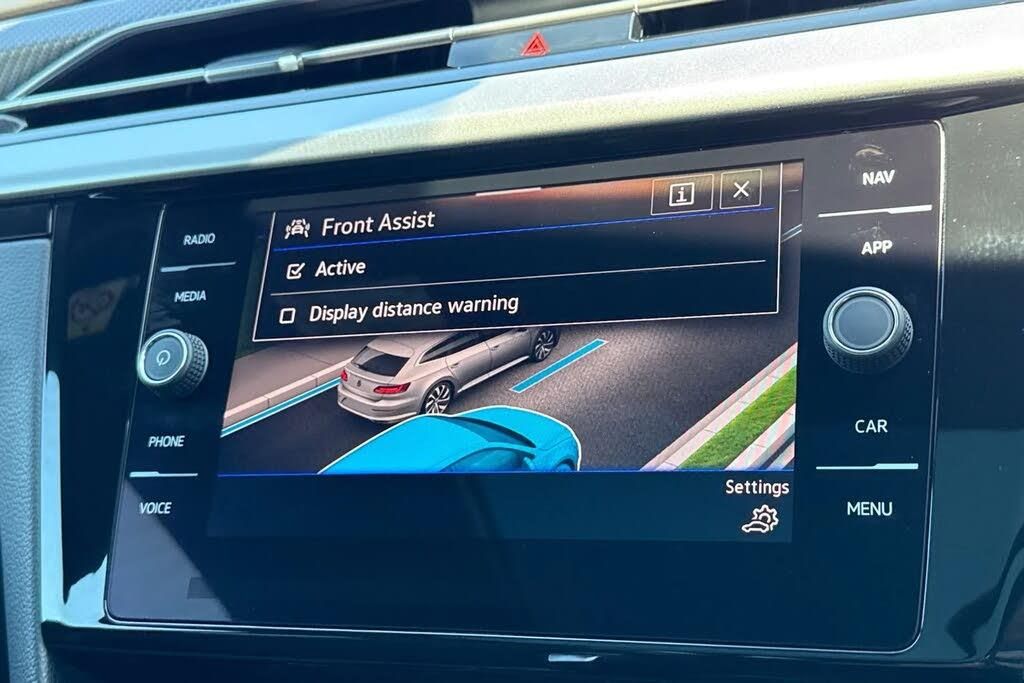 RADIO
MEDIA
PHONE
VOICE
Front Assist
i
Active
Display distance warning
Settings
NAV
APP
CAR
MENU